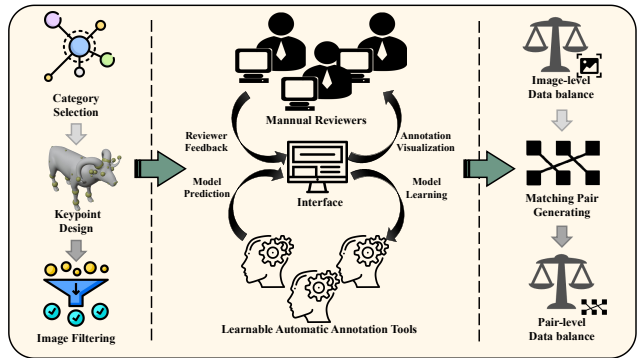 Category
Selection
Keypoint
Design
Image Filtering
Mannual Reviewers
Reviewer
Feedback
Annotation
Visualization
Model
Prediction
Interface
Model
Learning
Learnable Automatic Annotation Tools
Image-level
Data balance
Matching Pair
Generating
Pair-level
Data balance